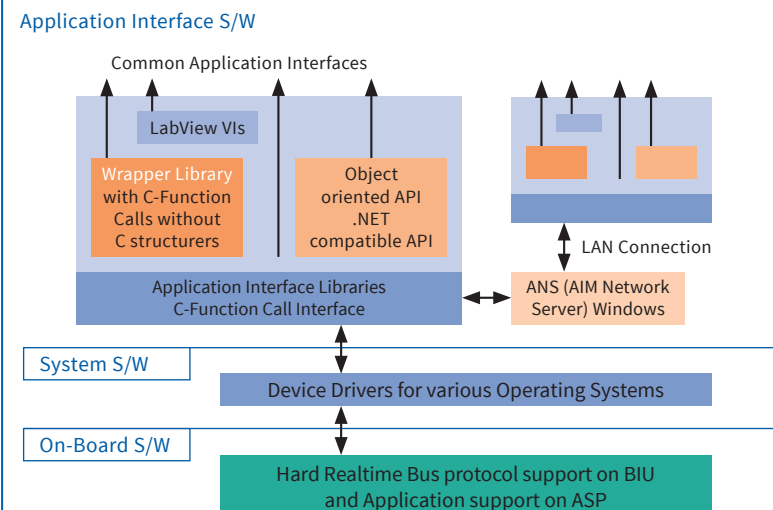 Application Interface S/W
Common Application Interfaces
LabView VIs
Wrapper Library
with C-Function
Calls without
C structurers
Object
oriented API
.NET
compatible API
LAN Connection
Application Interface Libraries
C-Function Call Interface
ANS (AIM Network
Server) Windows
System S/W
Device Drivers for various Operating Systems
On-Board S/W
Hard Realtime Bus protocol support on BIU
and Application support on ASP